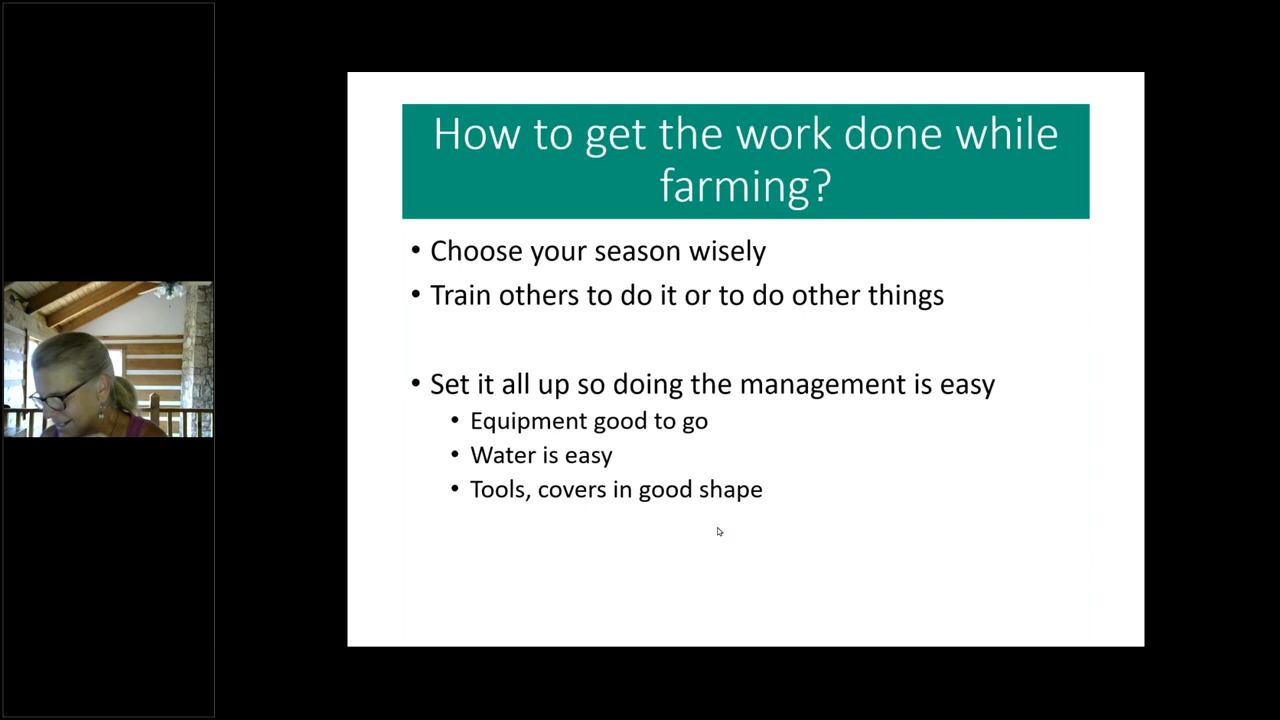 How to get the work done while
farming?
• Choose your season wisely
• Train others to do it or to do other things
• Set it all up so doing the management is easy
• Equipment good to go
• Water is easy
• Tools, covers in good shape